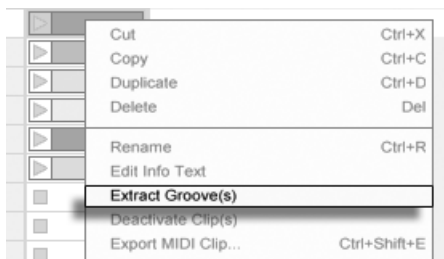 Cut Ctrl+X
Copy Ctrl+C
Duplicate Ctrl+D
Delete Del
Rename Ctrl+R
Edit Info Text
Extract Groove(s)
Deactivate Clip(s)
Export MIDI Clip... Ctrl+Shift+E